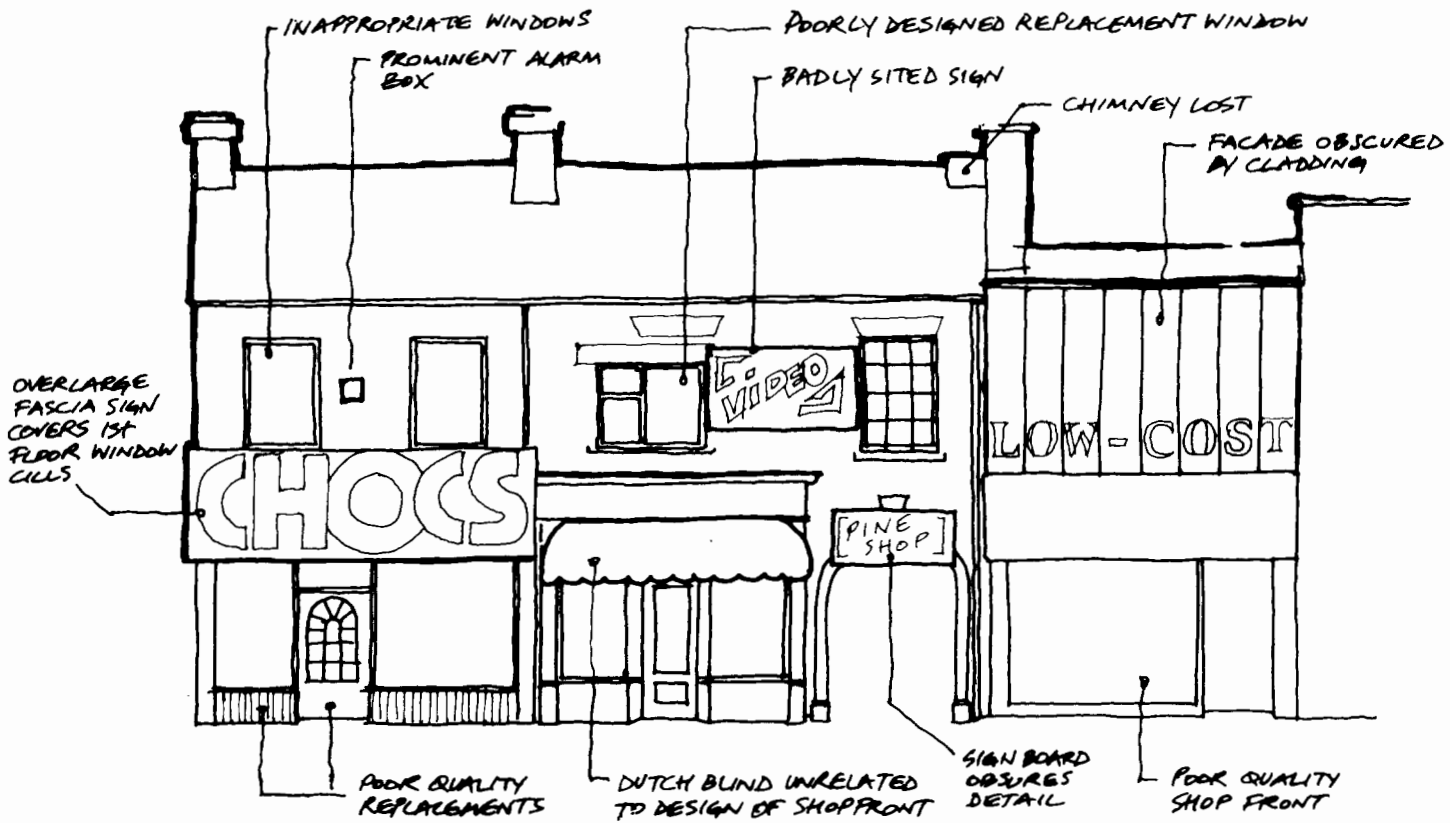 INAPPROPRIATE WINDOWS
PROMINENT ALARM
BOX
POORLY DESIGNED REPLACEMENT WINDOW
BADLY SITED SIGN
CHIMNEY LOST
FACADE OBSCURED
BY CLADDING
OVERLARGE
FASCIA SIGN
COVERS 1st
FLOOR WINDOW
CILLS
VIDEO
LOW-COST
CHOCS
[PINE
SHOP]
POOR QUALITY
REPLACEMENTS
DUTCH BLIND UNRELATED
TO DESIGN OF SHOPFRONT
SIGN BOARD
OBSURES
DETAIL
POOR QUALITY
SHOP FRONT